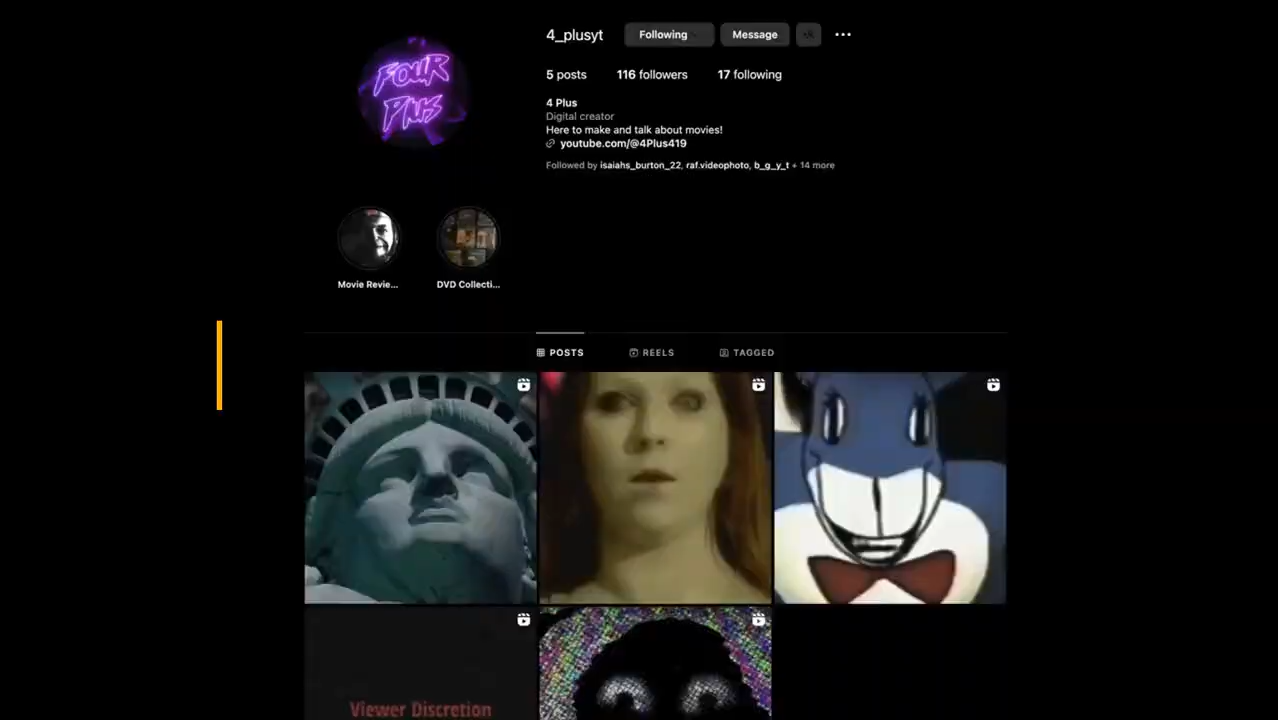 4_plusyt
Following
Message
5 posts
116 followers
17 following
FOUR
PLUS
4 Plus
Digital creator
Here to make and talk about movies!
youtube.com/@4Plus419
Followed by isaiahs_burton_22, raf.videophoto, b_g_y_t + 14 more
Movie Revie...
DVD Collecti...
POSTS
REELS
TAGGED
Viewer Discretion